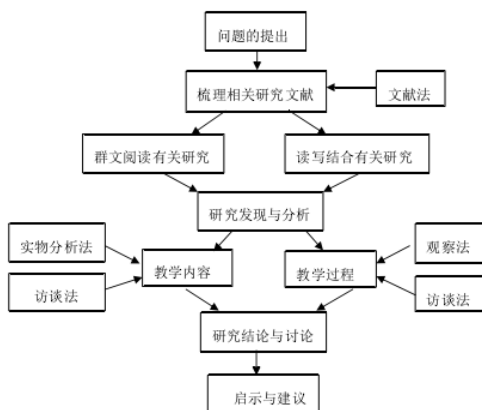 问题的提出
梳理相关研究文献
文献法
群文阅读有关研究
读写结合有关研究
研究发现与分析
实物分析法
观察法
教学内容
教学过程
访谈法
访谈法
研究结论与讨论
启示与建议